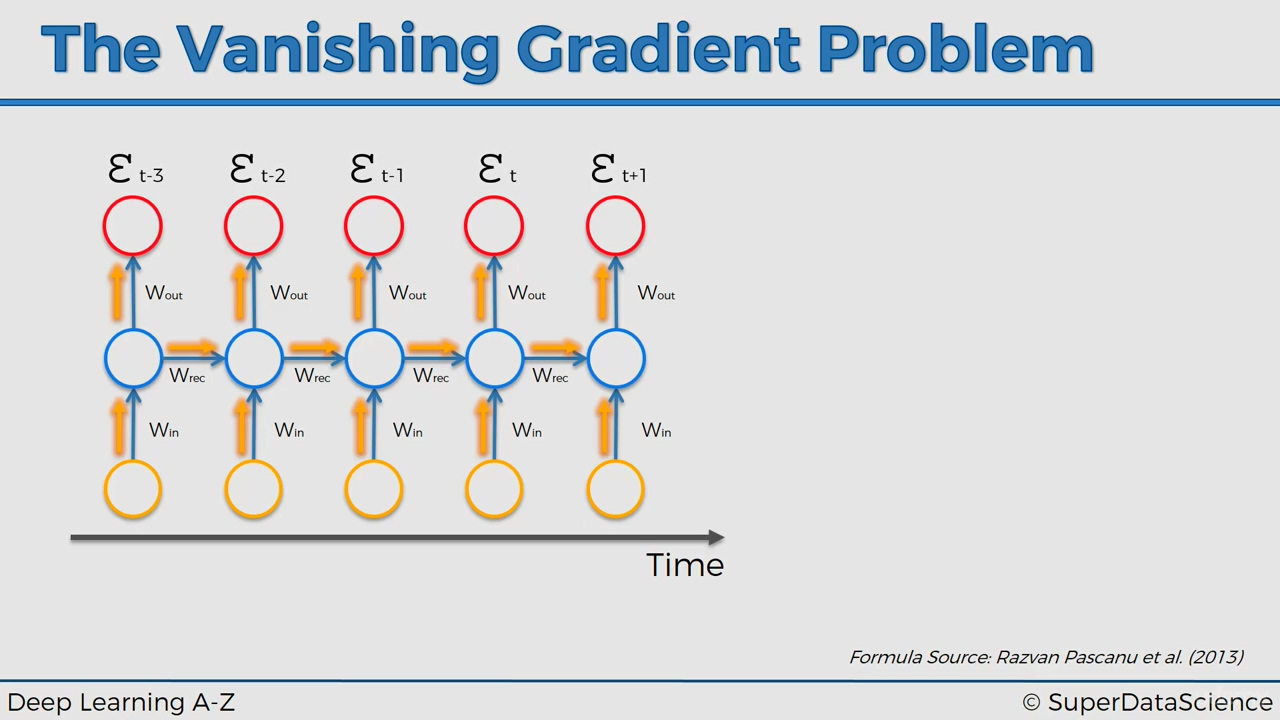 The Vanishing Gradient Problem
Ɛ t-3 Ɛ t-2 Ɛ t-1 Ɛ t Ɛ t+1
Wout Wout Wout Wout Wout
Wrec Wrec Wrec Wrec
Win Win Win Win Win
Time
Formula Source: Razvan Pascanu et al. (2013)
Deep Learning A-Z © SuperDataScience